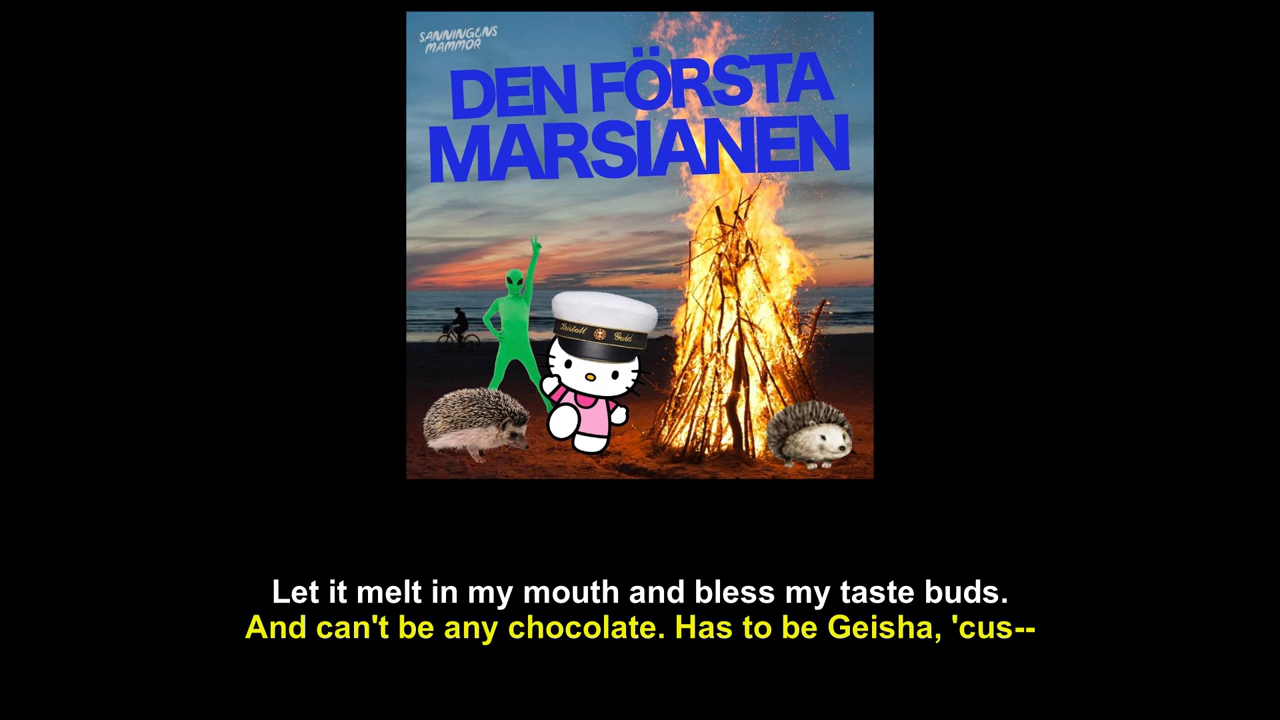 SANNINGENS
MAMMOR
DEN FÖRSTA
MARSIANEN
Let it melt in my mouth and bless my taste buds.
And can't be any chocolate. Has to be Geisha, 'cus--